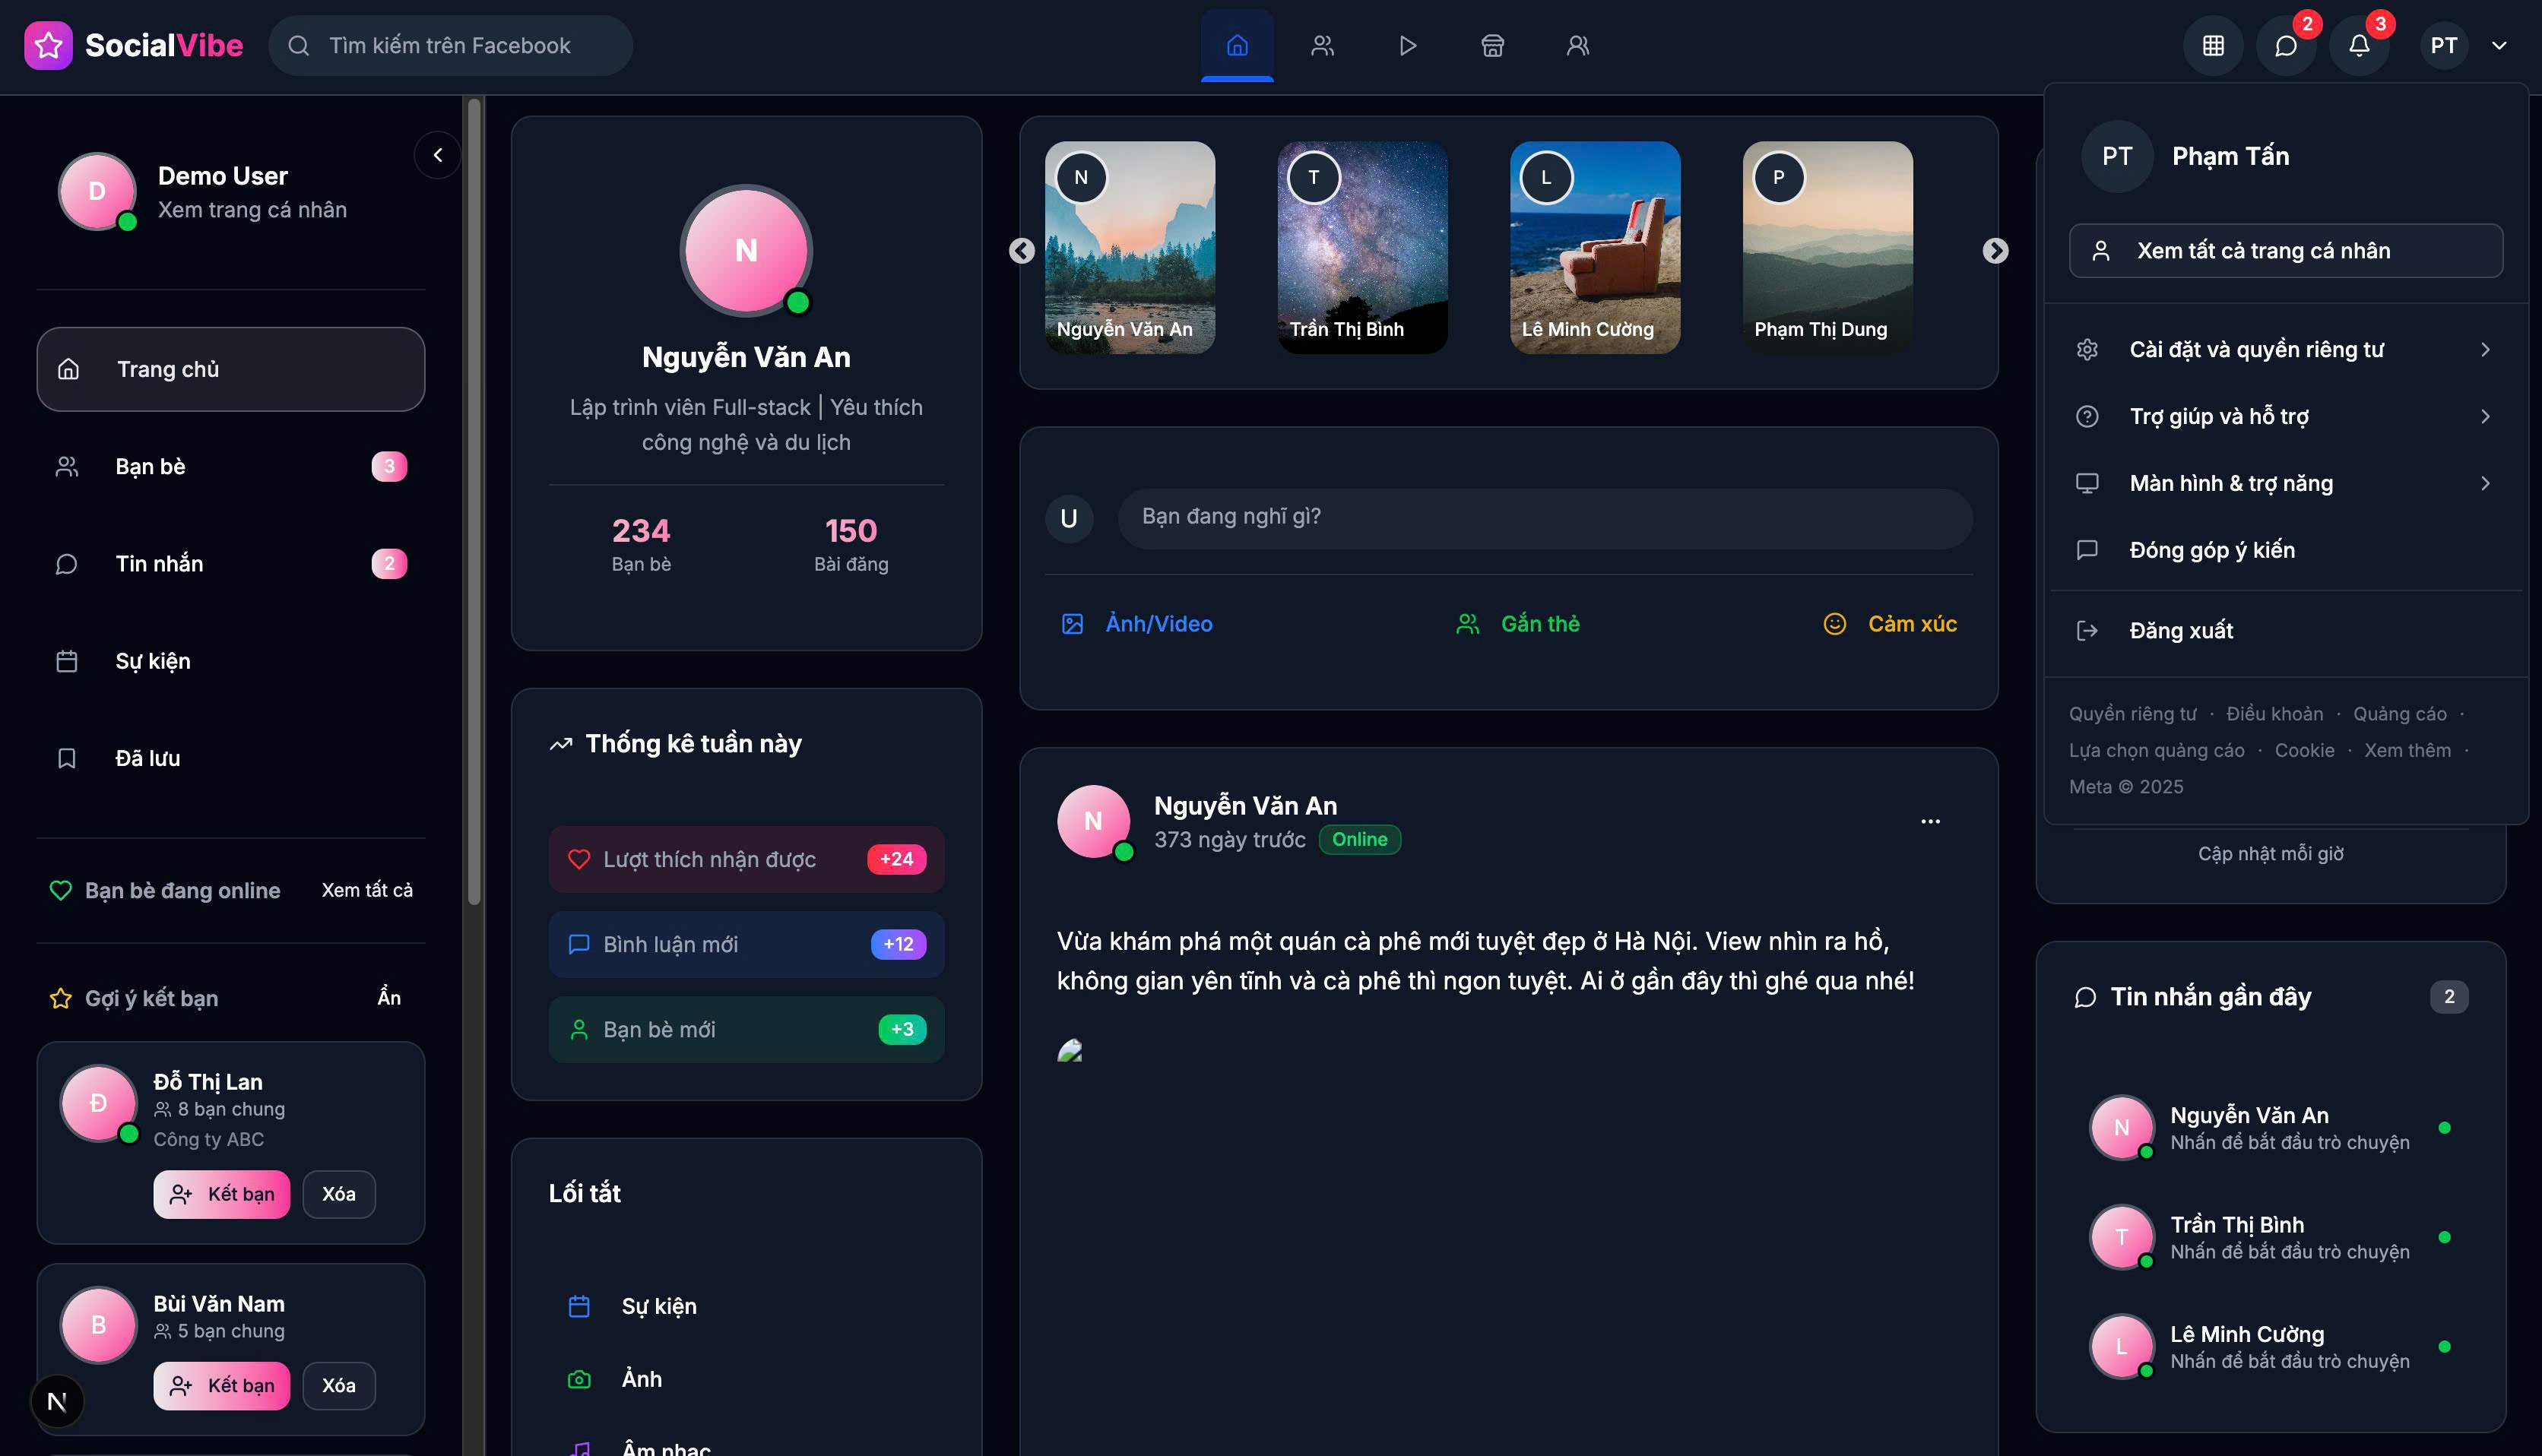 SocialVibe
Tìm kiếm trên Facebook
2
3
PT
D
Demo User
Xem trang cá nhân
Trang chủ
Bạn bè
3
Tin nhắn
2
Sự kiện
Đã lưu
Bạn bè đang online
Xem tất cả
Gợi ý kết bạn
Ẩn
Đ
Đỗ Thị Lan
8 bạn chung
Công ty ABC
Kết bạn
Xóa
B
Bùi Văn Nam
5 bạn chung
Kết bạn
Xóa
N
N
Nguyễn Văn An
Lập trình viên Full-stack | Yêu thích
công nghệ và du lịch
234
Bạn bè
150
Bài đăng
Thống kê tuần này
Lượt thích nhận được
+24
Bình luận mới
+12
Bạn bè mới
+3
Lối tắt
Sự kiện
Ảnh
Âm nhạc
N
Nguyễn Văn An
T
Trần Thị Bình
L
Lê Minh Cường
P
Phạm Thị Dung
U
Bạn đang nghĩ gì?
Ảnh/Video
Gắn thẻ
Cảm xúc
N
Nguyễn Văn An
373 ngày trước
Online
Vừa khám phá một quán cà phê mới tuyệt đẹp ở Hà Nội. View nhìn ra hồ,
không gian yên tĩnh và cà phê thì ngon tuyệt. Ai ở gần đây thì ghé qua nhé!
PT
Phạm Tấn
Xem tất cả trang cá nhân
Cài đặt và quyền riêng tư
Trợ giúp và hỗ trợ
Màn hình & trợ năng
Đóng góp ý kiến
Đăng xuất
Quyền riêng tư · Điều khoản · Quảng cáo ·
Lựa chọn quảng cáo · Cookie · Xem thêm ·
Meta © 2025
Cập nhật mỗi giờ
Tin nhắn gần đây
2
N
Nguyễn Văn An
Nhấn để bắt đầu trò chuyện
T
Trần Thị Bình
Nhấn để bắt đầu trò chuyện
L
Lê Minh Cường
Nhấn để bắt đầu trò chuyện